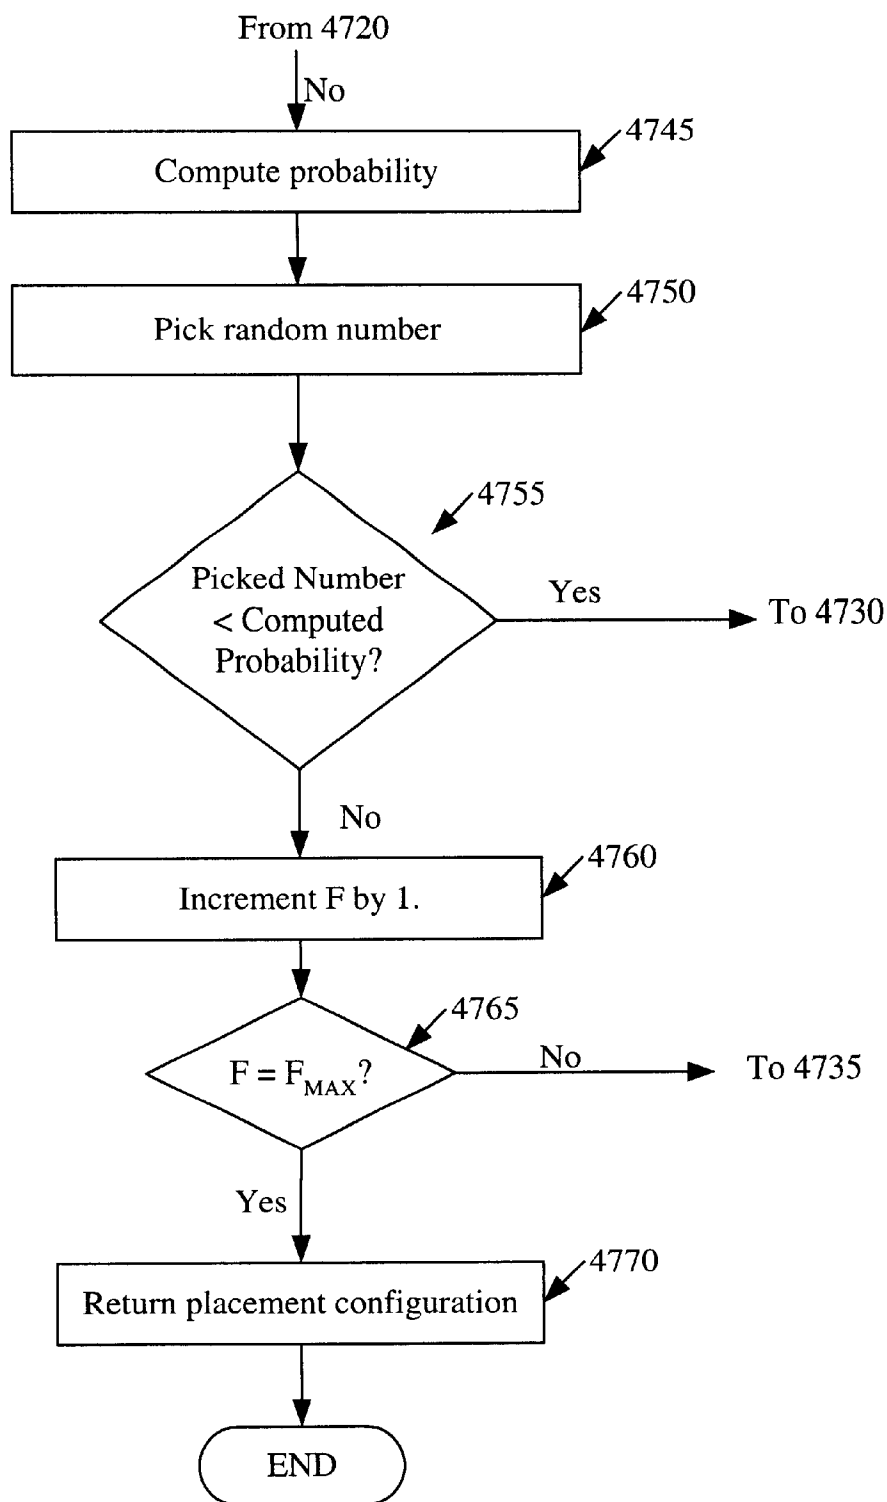 From 4720
No
4745
Compute probability
4750
Pick random number
4755
Picked Number
< Computed
Probability?
Yes
To 4730
No
4760
Increment F by 1.
4765
F = F_MAX?
No
To 4735
Yes
4770
Return placement configuration
END